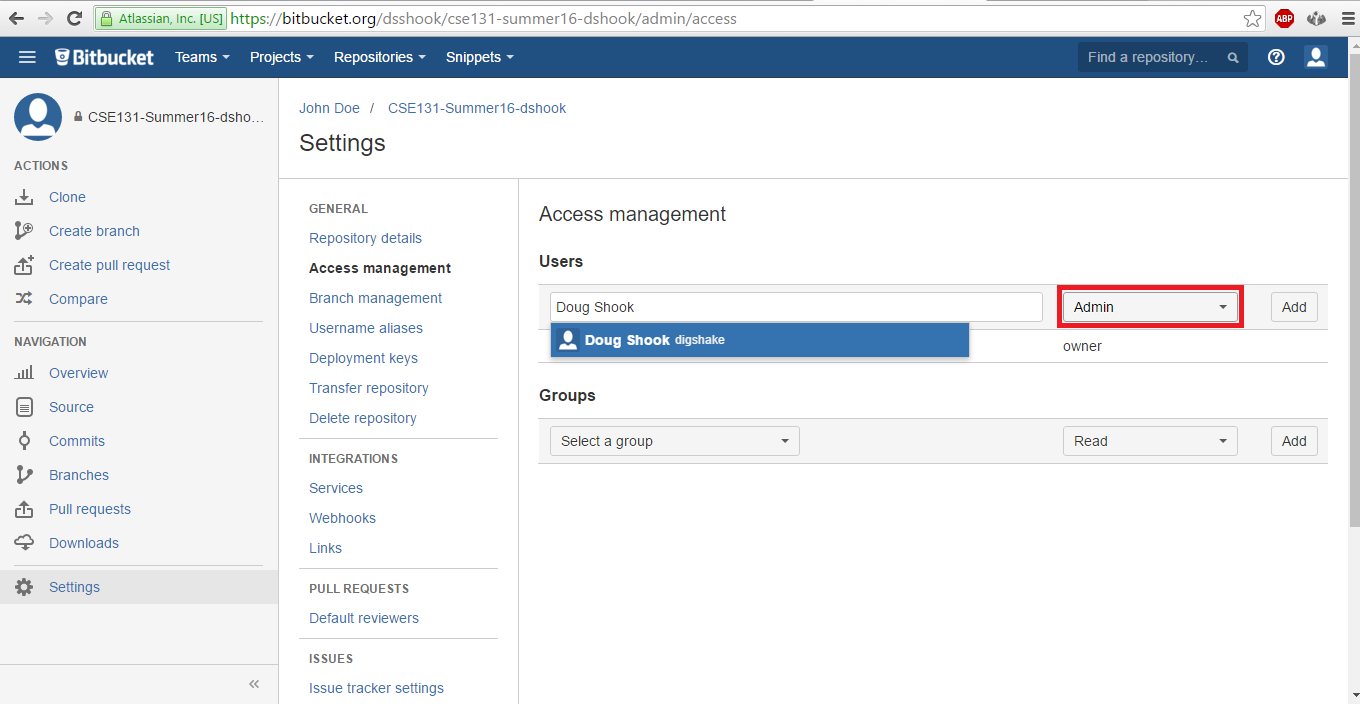 Atlassian, Inc. [US] https://bitbucket.org/dsshook/cse131-summer16-dshook/admin/access
ABP
Bitbucket Teams Projects Repositories Snippets Find a repository...
CSE131-Summer16-dsho...
ACTIONS
Clone
Create branch
Create pull request
Compare
NAVIGATION
Overview
Source
Commits
Branches
Pull requests
Downloads
Settings
John Doe / CSE131-Summer16-dshook
Settings
GENERAL
Repository details
Access management
Branch management
Username aliases
Deployment keys
Transfer repository
Delete repository
INTEGRATIONS
Services
Webhooks
Links
PULL REQUESTS
Default reviewers
ISSUES
Issue tracker settings
Access management
Users
Doug Shook Admin Add
Doug Shook digshake
owner
Groups
Select a group Read Add